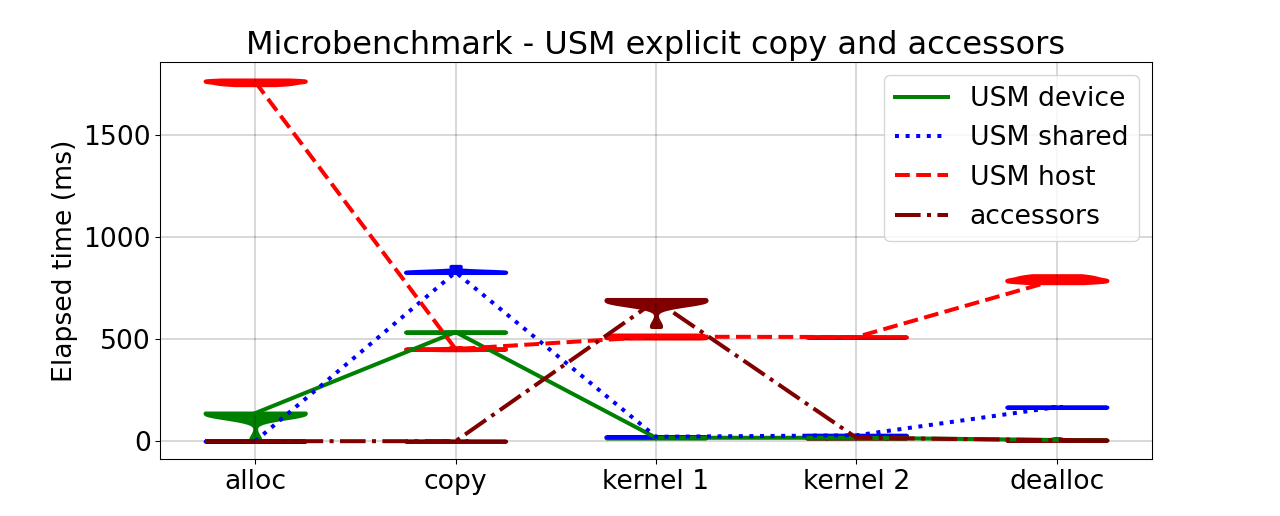 Microbenchmark - USM explicit copy and accessors
Elapsed time (ms)
1500
1000
500
0
USM device
USM shared
USM host
accessors
alloc copy kernel 1 kernel 2 dealloc